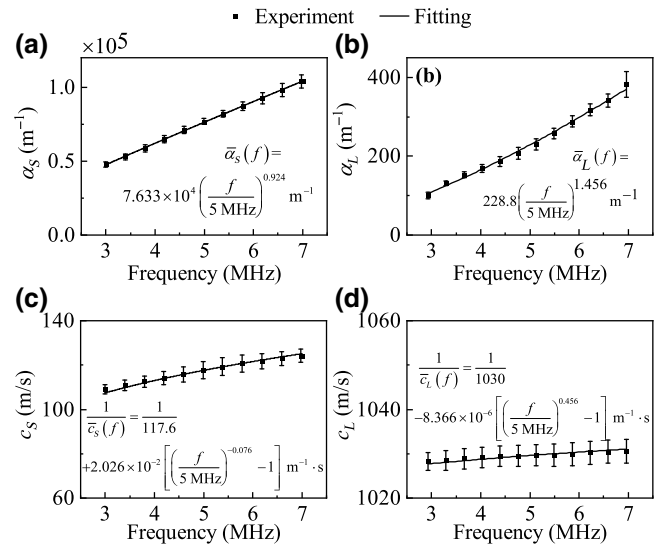 Experiment Fitting
(a)
×10⁵
1.0
0.5
0.0
α_S (m⁻¹)
ᾱ_S(f)=
7.633×10⁴(f/5 MHz)^0.924 m⁻¹
3 4 5 6 7
Frequency (MHz)
(b)
(b)
400
200
0
α_L (m⁻¹)
ᾱ_L(f)=
228.8(f/5 MHz)^1.456 m⁻¹
3 4 5 6 7
Frequency (MHz)
(c)
140
100
60
c_S (m/s)
1/c̄_S(f) = 1/117.6
+2.026×10⁻²[(f/5 MHz)^−0.076 −1] m⁻¹·s
3 4 5 6 7
Frequency (MHz)
(d)
1060
1040
1020
c_L (m/s)
1/c̄_L(f) = 1/1030
−8.366×10⁻⁶[(f/5 MHz)^0.456 −1] m⁻¹·s
3 4 5 6 7
Frequency (MHz)